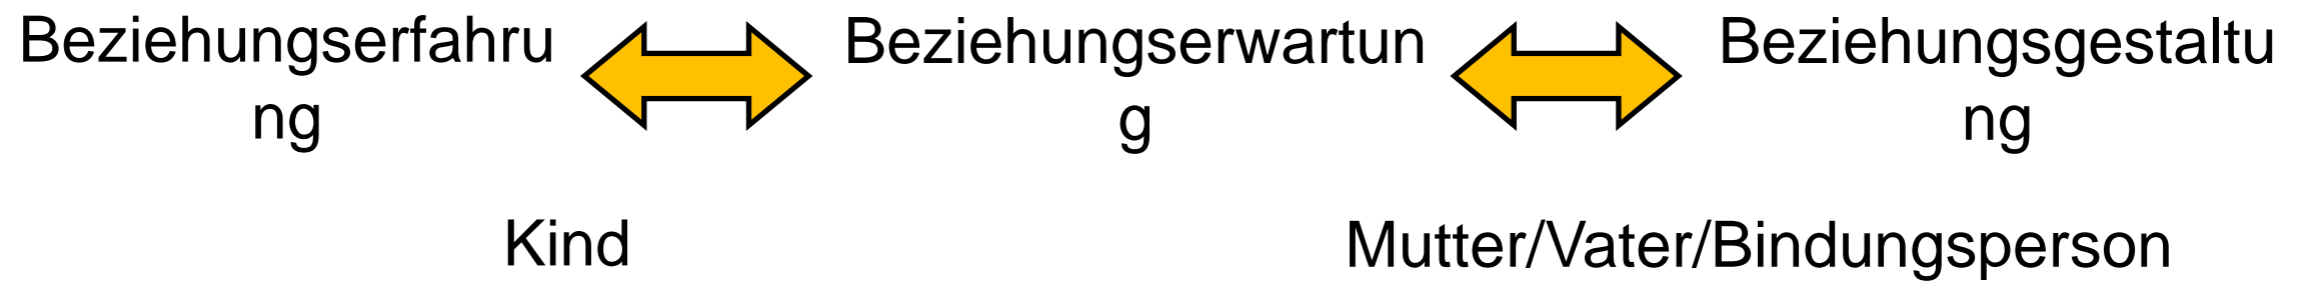 Beziehungserfahru
ng
Beziehungserwartun
g
Beziehungsgestaltu
ng
Kind
Mutter/Vater/Bindungsperson